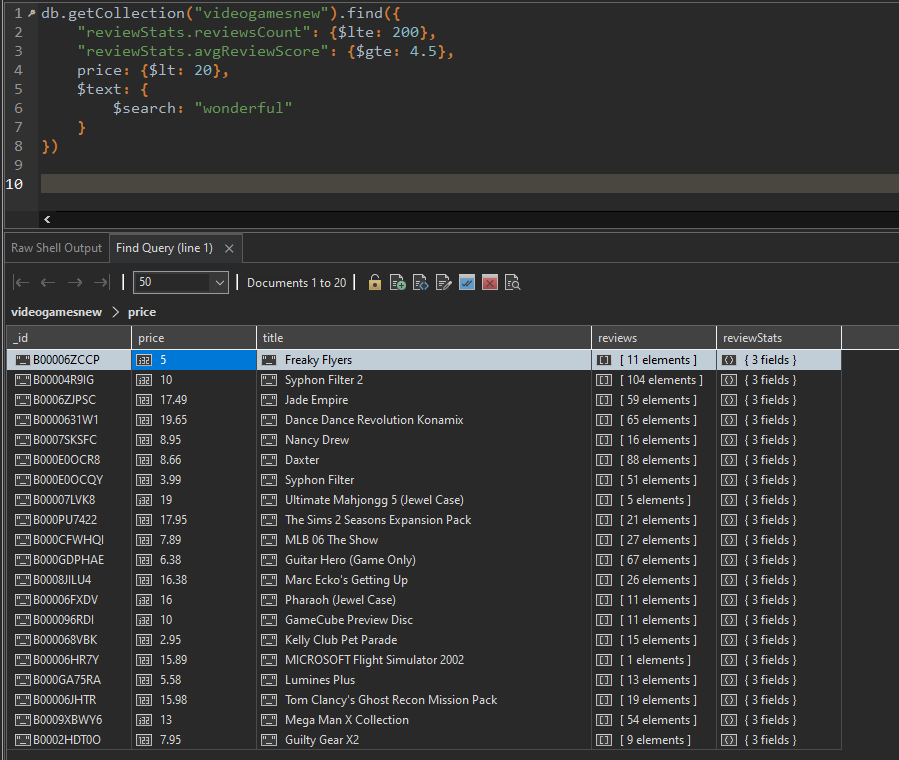 1 db.getCollection("videogamesnew").find({
2 "reviewStats.reviewsCount": {$lte: 200},
3 "reviewStats.avgReviewScore": {$gte: 4.5},
4 price: {$lt: 20},
5 $text: {
6 $search: "wonderful"
7 }
8 })
9
10
Raw Shell Output Find Query (line 1)
50 Documents 1 to 20
videogamesnew > price
_id price title reviews reviewStats
B00006ZCCP 5 Freaky Flyers [ 11 elements ] { 3 fields }
B00004R9IG 10 Syphon Filter 2 [ 104 elements ] { 3 fields }
B0006ZJPSC 17.49 Jade Empire [ 59 elements ] { 3 fields }
B0000631W1 19.65 Dance Dance Revolution Konamix [ 65 elements ] { 3 fields }
B0007SKSFC 8.95 Nancy Drew [ 16 elements ] { 3 fields }
B000E0OCR8 8.66 Daxter [ 88 elements ] { 3 fields }
B000E0OCQY 3.99 Syphon Filter [ 51 elements ] { 3 fields }
B00007LVK8 19 Ultimate Mahjongg 5 (Jewel Case) [ 5 elements ] { 3 fields }
B000PU7422 17.95 The Sims 2 Seasons Expansion Pack [ 21 elements ] { 3 fields }
B000CFWHQI 7.89 MLB 06 The Show [ 27 elements ] { 3 fields }
B000GDPHAE 6.38 Guitar Hero (Game Only) [ 67 elements ] { 3 fields }
B0008JILU4 16.38 Marc Ecko's Getting Up [ 26 elements ] { 3 fields }
B00006FXDV 16 Pharaoh (Jewel Case) [ 11 elements ] { 3 fields }
B000096RDI 10 GameCube Preview Disc [ 11 elements ] { 3 fields }
B000068VBK 2.95 Kelly Club Pet Parade [ 15 elements ] { 3 fields }
B00006HR7Y 15.89 MICROSOFT Flight Simulator 2002 [ 1 elements ] { 3 fields }
B000GA75RA 5.58 Lumines Plus [ 13 elements ] { 3 fields }
B00006JHTR 15.98 Tom Clancy's Ghost Recon Mission Pack [ 19 elements ] { 3 fields }
B0009XBWY6 13 Mega Man X Collection [ 54 elements ] { 3 fields }
B0002HDT0O 7.95 Guilty Gear X2 [ 9 elements ] { 3 fields }